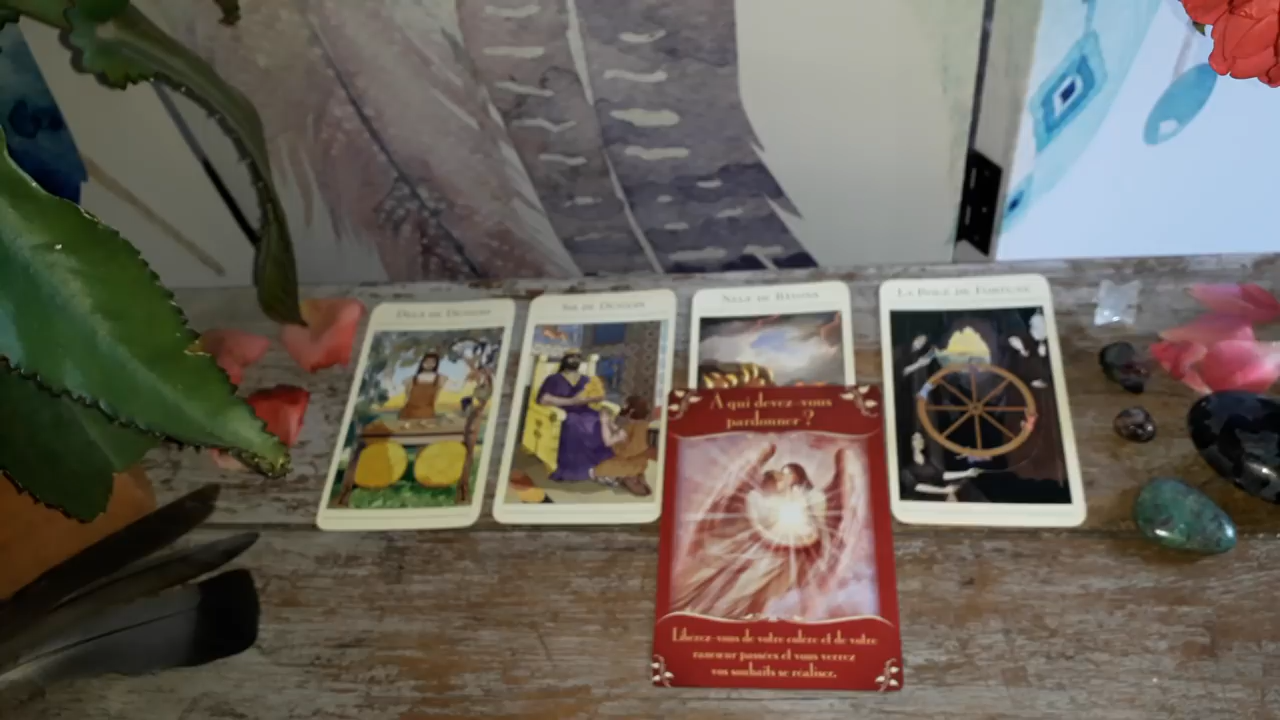 DEUX DE DENIERS
SIX DE DENIERS
DE BÂTONS
LA ROUE DE FORTUNE
A qui devez-vous
pardonner ?
Libérez-vous de votre colère et de votre
rancœur passées et vous verrez
vos souhaits se réaliser.